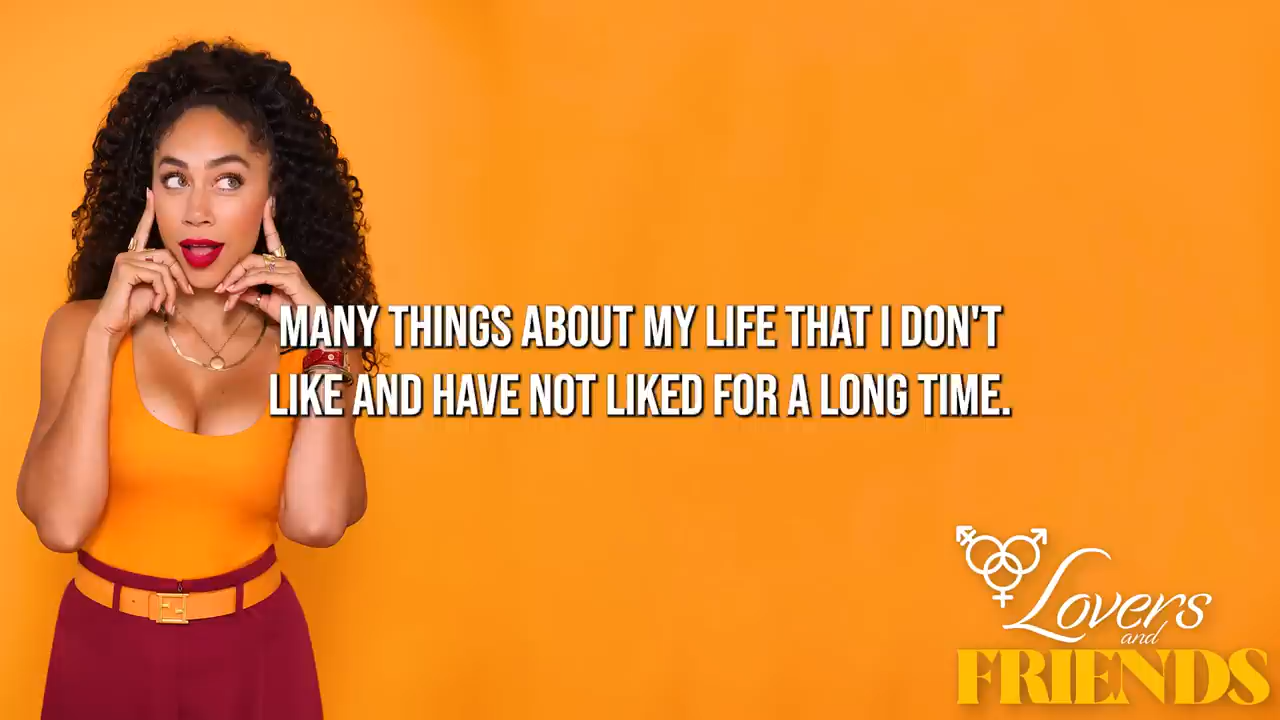 MANY THINGS ABOUT MY LIFE THAT I DON'T
LIKE AND HAVE NOT LIKED FOR A LONG TIME.
Lovers
and
FRIENDS